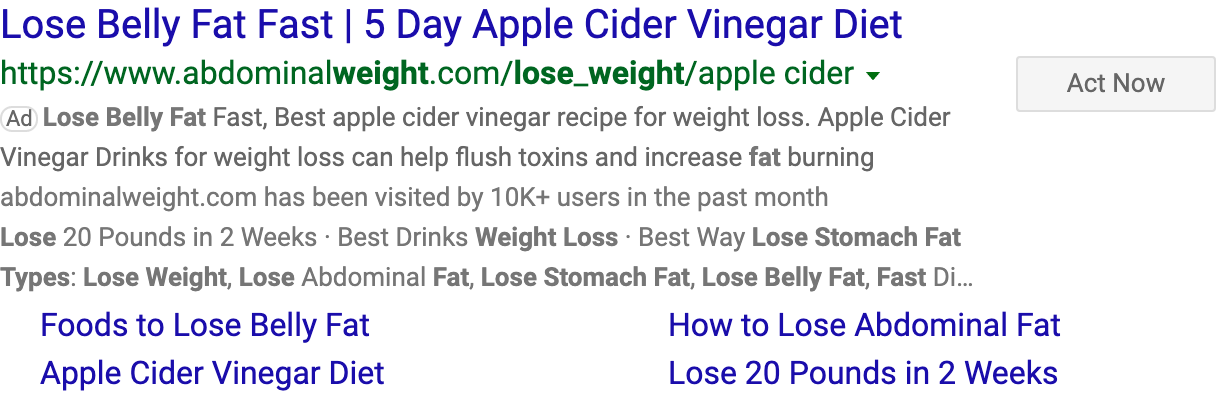 Lose Belly Fat Fast | 5 Day Apple Cider Vinegar Diet
https://www.abdominalweight.com/lose_weight/apple cider
Act Now
Ad Lose Belly Fat Fast, Best apple cider vinegar recipe for weight loss. Apple Cider
Vinegar Drinks for weight loss can help flush toxins and increase fat burning
abdominalweight.com has been visited by 10K+ users in the past month
Lose 20 Pounds in 2 Weeks · Best Drinks Weight Loss · Best Way Lose Stomach Fat
Types: Lose Weight, Lose Abdominal Fat, Lose Stomach Fat, Lose Belly Fat, Fast Di...
Foods to Lose Belly Fat
How to Lose Abdominal Fat
Apple Cider Vinegar Diet
Lose 20 Pounds in 2 Weeks